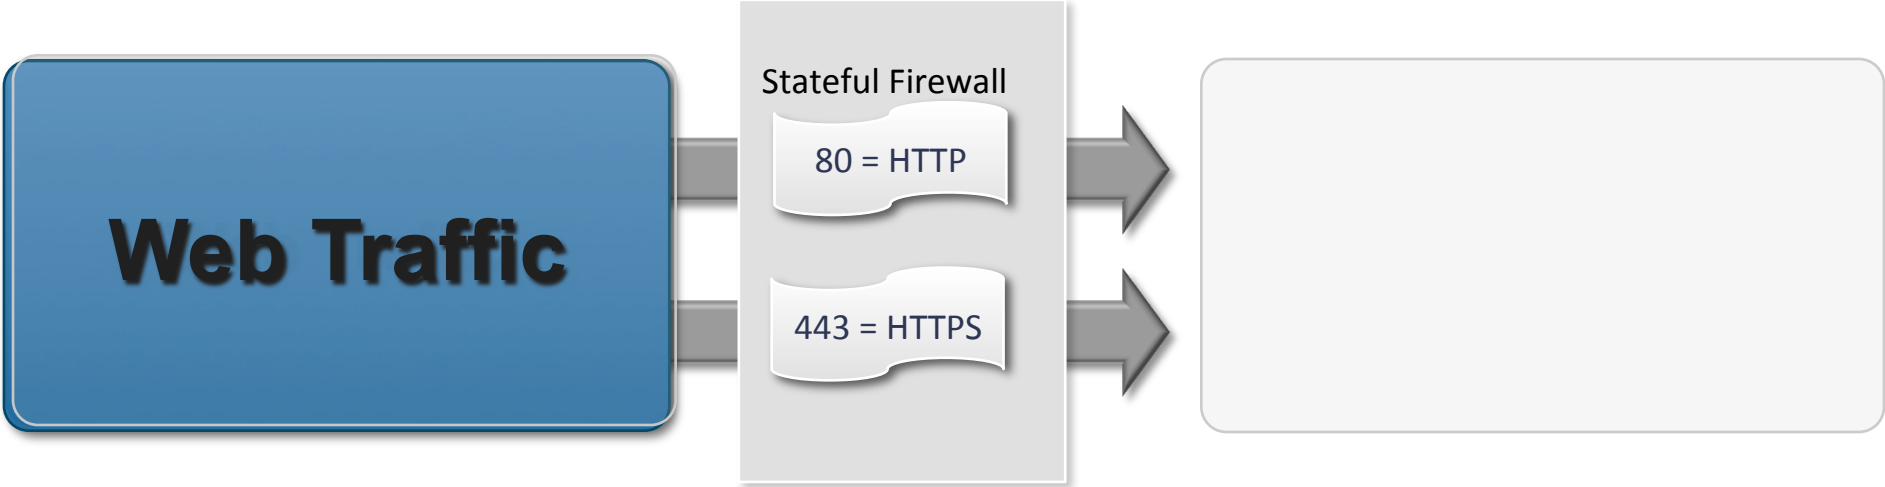 Stateful Firewall
80 = HTTP
Web Traffic
443 = HTTPS